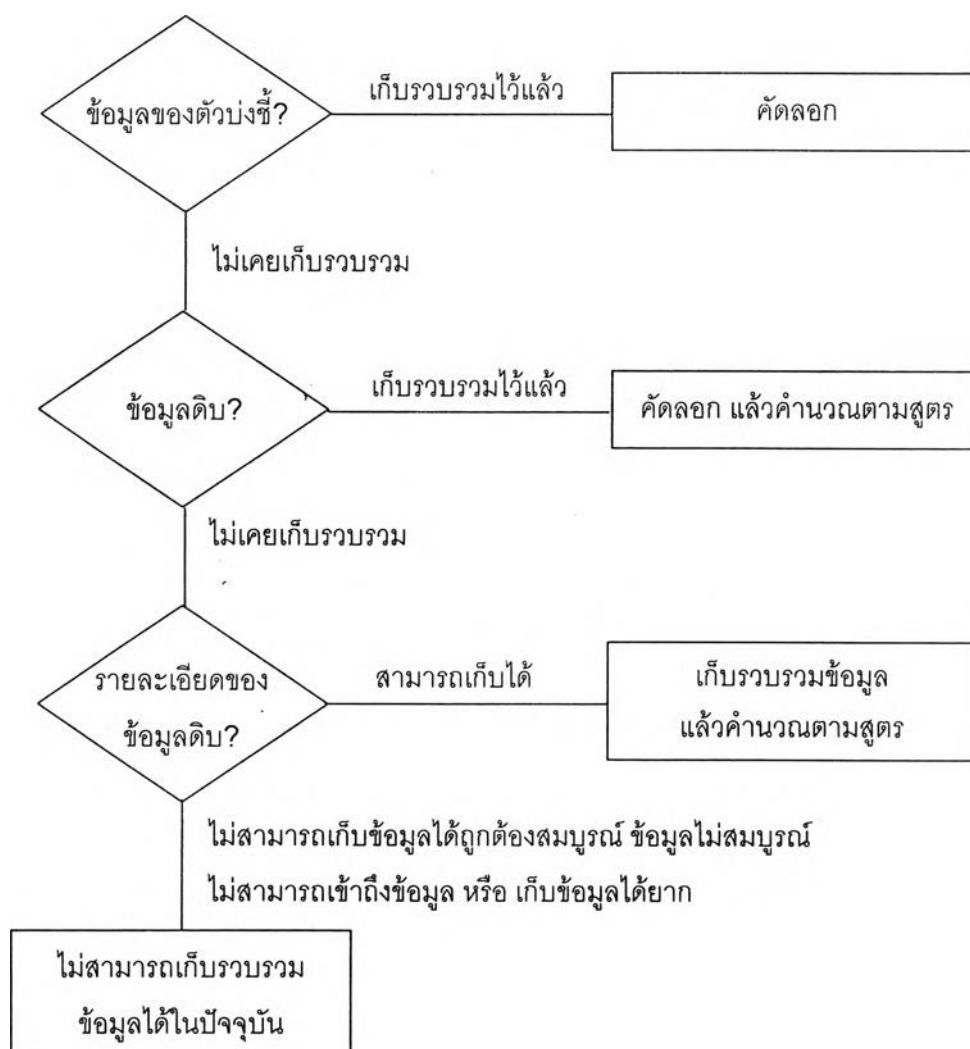 ข้อมูลของตัวบ่งชี้?
เก็บรวบรวมไว้แล้ว
คัดลอก
ไม่เคยเก็บรวบรวม
ข้อมูลดิบ?
เก็บรวบรวมไว้แล้ว
คัดลอก แล้วคำนวณตามสูตร
ไม่เคยเก็บรวบรวม
รายละเอียดของ
ข้อมูลดิบ?
สามารถเก็บได้
เก็บรวบรวมข้อมูล
แล้วคำนวณตามสูตร
ไม่สามารถเก็บข้อมูลได้ถูกต้องสมบูรณ์ ข้อมูลไม่สมบูรณ์
ไม่สามารถเข้าถึงข้อมูล หรือ เก็บข้อมูลได้ยาก
ไม่สามารถเก็บรวบรวม
ข้อมูลได้ในปัจจุบัน